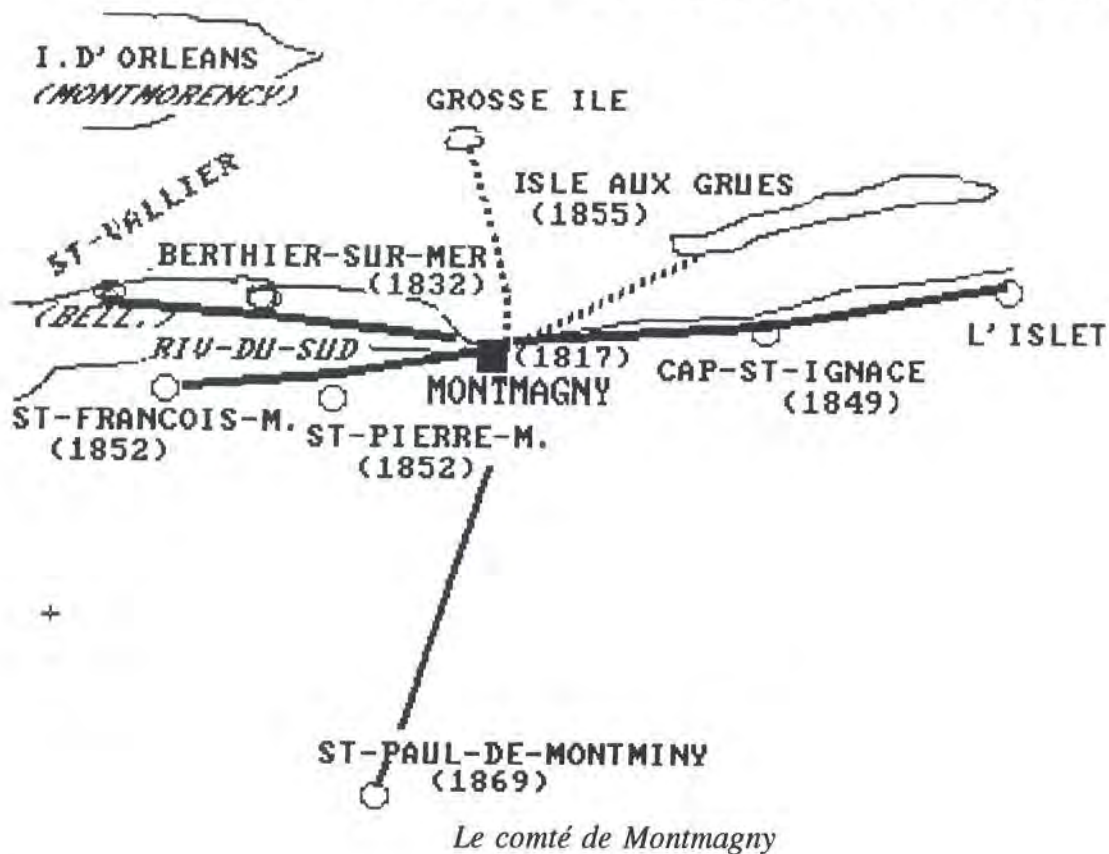 I.D'ORLEANS
(MONTMORENCY)
GROSSE ILE
ST-VALLIER
ISLE AUX GRUES
(1855)
BERTHIER-SUR-MER
(1832)
(BELL.)
RIV-DU-SUD
(1817)
MONTMAGNY
L'ISLET
CAP-ST-IGNACE
(1849)
ST-FRANCOIS-M.
(1852)
ST-PIERRE-M.
(1852)
ST-PAUL-DE-MONTMINY
(1869)
Le comté de Montmagny